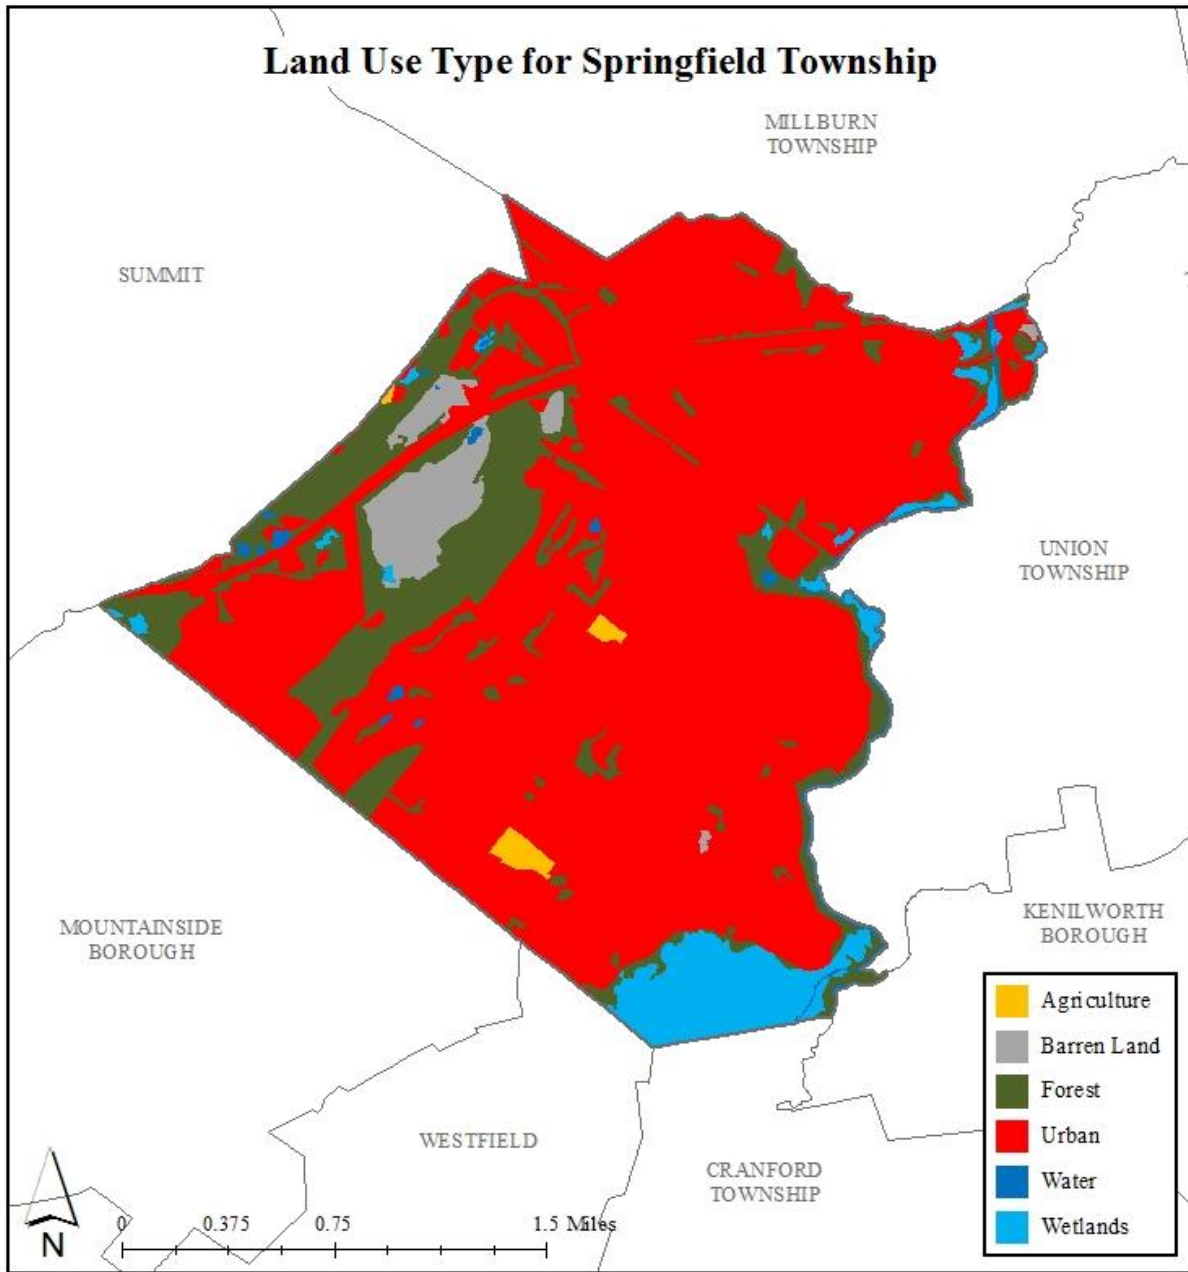 Land Use Type for Springfield Township
MILLBURN
TOWNSHIP
SUMMIT
UNION
TOWNSHIP
MOUNTAINSIDE
BOROUGH
KENILWORTH
BOROUGH
WESTFIELD
CRANFORD
TOWNSHIP
Agriculture
Barren Land
Forest
Urban
Water
Wetlands
N
0 0.375 0.75 1.5 Miles